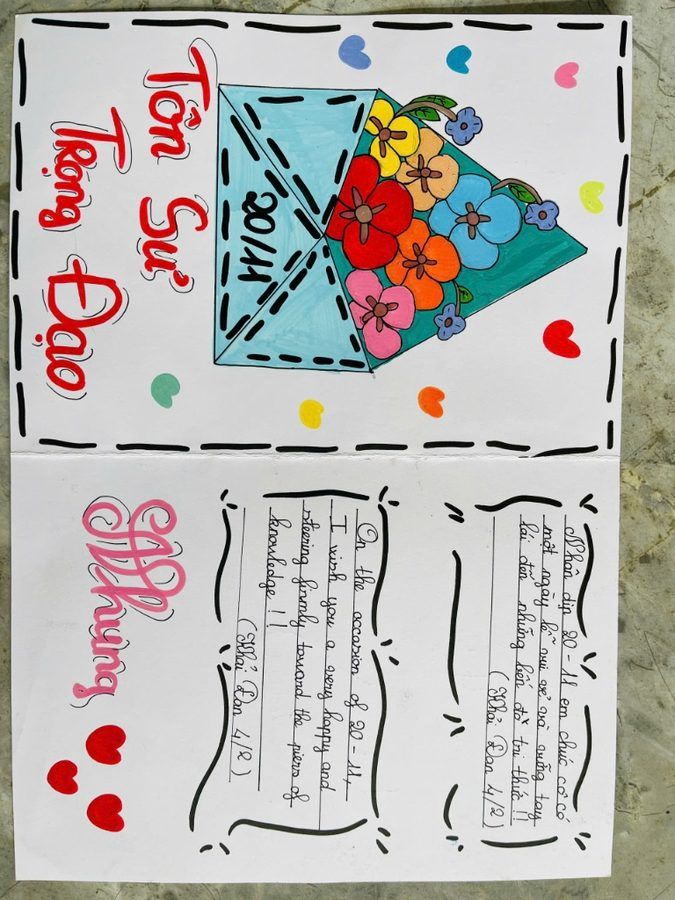 20/11
Tôn Sư
Trọng Đạo
Nhân dịp 20-11 em chúc cô có
một ngày lễ vui vẻ và vững tay
lái đến những bến đỗ tri thức !!
(Khải Đan 4/2)
On the occasion of 20-11,
I wish you a very happy and
steering firmly toward the piers of
knowledge !!
(Khải Đan 4/2)
Nhung